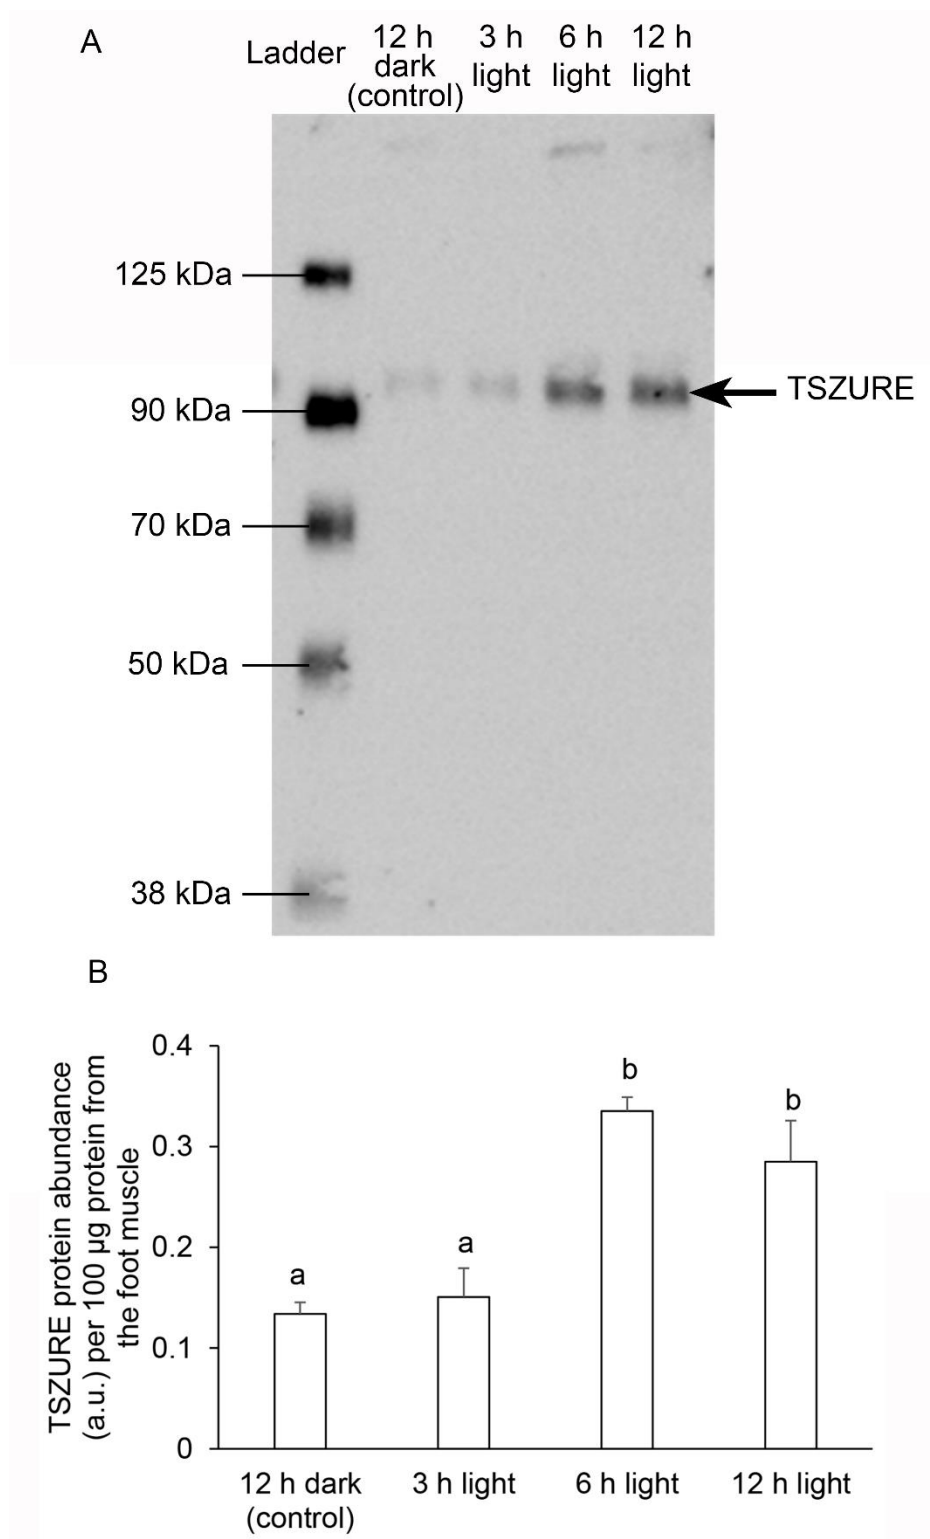 A
Ladder
12 h
dark
(control)
3 h
light
6 h
light
12 h
light
125 kDa
90 kDa
TSZURE
70 kDa
50 kDa
38 kDa
B
TSZURE protein abundance
(a.u.) per 100 µg protein from
the foot muscle
0.4
0.3
0.2
0.1
0
a
a
b
b
12 h dark
(control)
3 h light
6 h light
12 h light